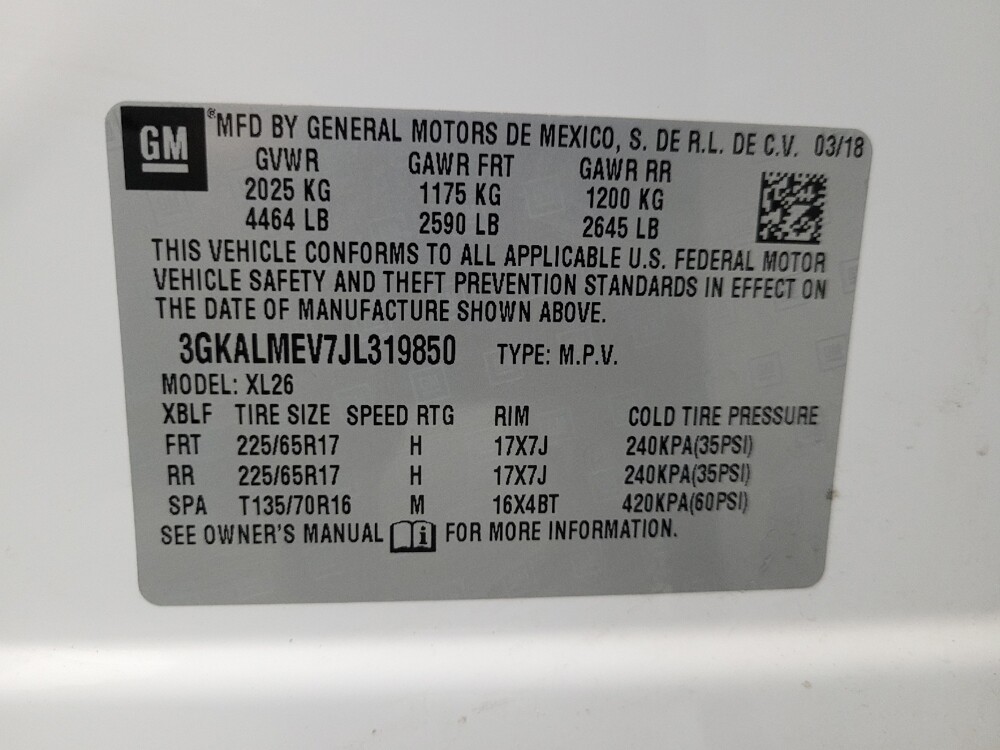 GM
® MFD BY GENERAL MOTORS DE MEXICO, S. DE R.L. DE C.V. 03/18
GVWR GAWR FRT GAWR RR
2025 KG 1175 KG 1200 KG
4464 LB 2590 LB 2645 LB
THIS VEHICLE CONFORMS TO ALL APPLICABLE U.S. FEDERAL MOTOR
VEHICLE SAFETY AND THEFT PREVENTION STANDARDS IN EFFECT ON
THE DATE OF MANUFACTURE SHOWN ABOVE.
3GKALMEV7JL319850 TYPE: M.P.V.
MODEL: XL26
XBLF TIRE SIZE SPEED RTG RIM COLD TIRE PRESSURE
FRT 225/65R17 H 17X7J 240KPA(35PSI)
RR 225/65R17 H 17X7J 240KPA(35PSI)
SPA T135/70R16 M 16X4BT 420KPA(60PSI)
SEE OWNER'S MANUAL i FOR MORE INFORMATION.